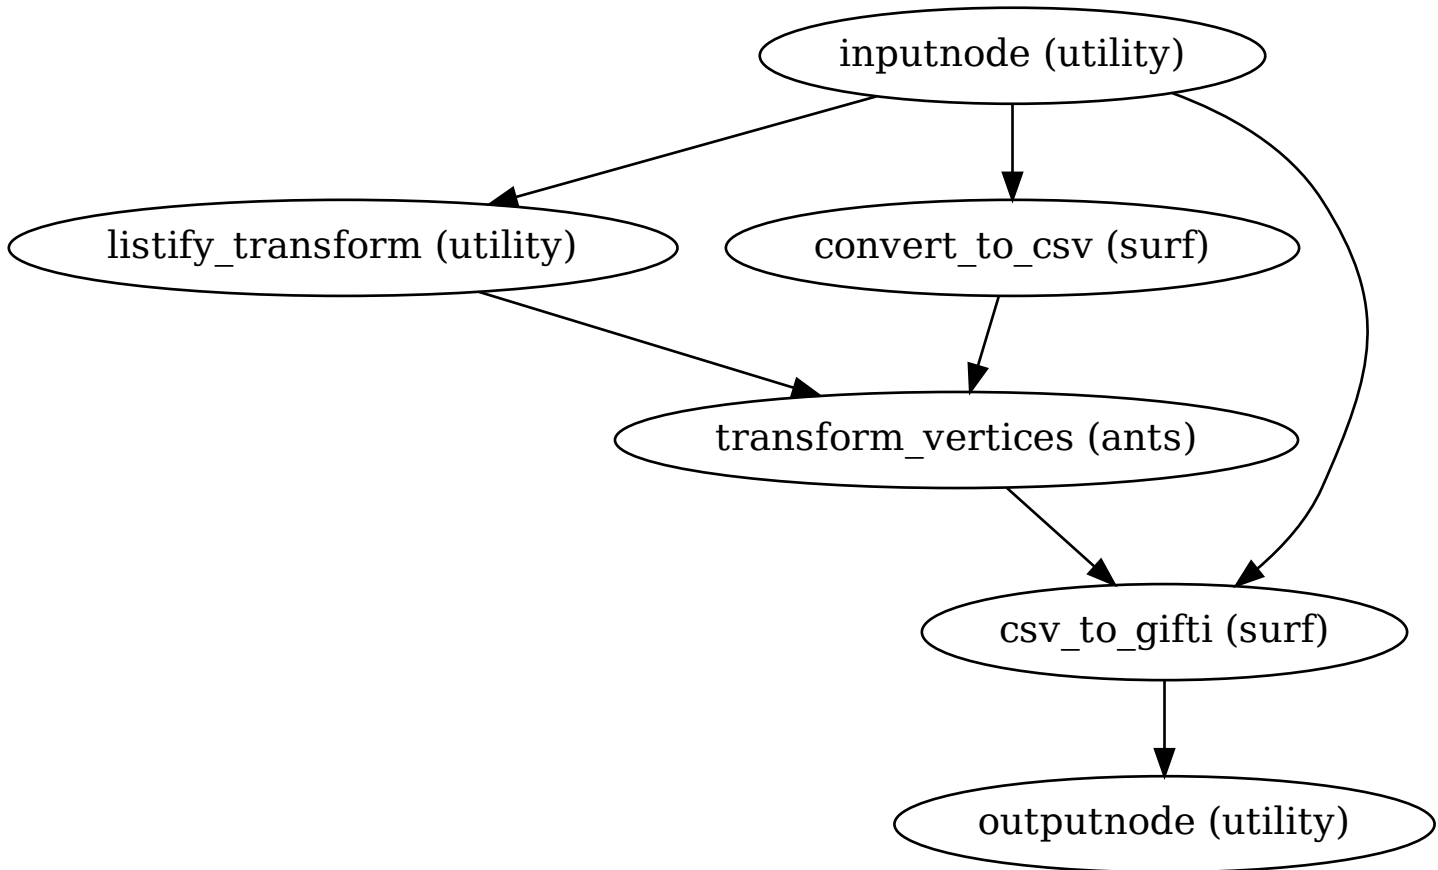 inputnode (utility)
listify_transform (utility)
convert_to_csv (surf)
transform_vertices (ants)
csv_to_gifti (surf)
outputnode (utility)